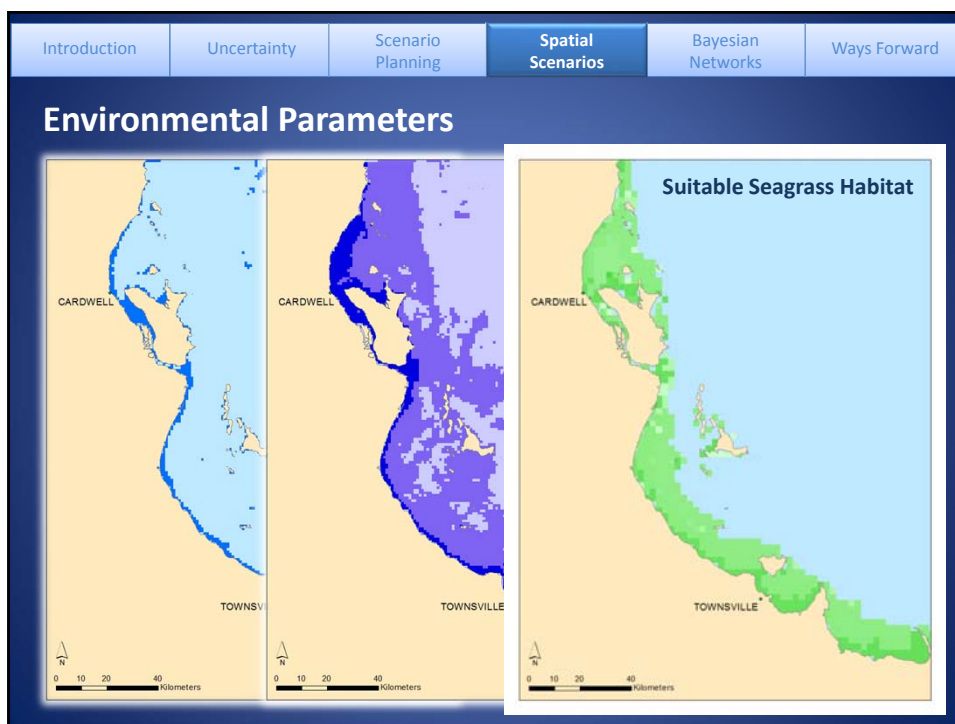 Introduction
Uncertainty
Scenario
Planning
Spatial
Scenarios
Bayesian
Networks
Ways Forward
Environmental Parameters
CARDWELL
TOWNSVI
N
0 10 20 40
Kilometers
CARDWELL
TOWNSVILLE
N
0 10 20 40
Kilometers
Suitable Seagrass Habitat
CARDWELL
TOWNSVILLE
N
0 10 20 40
Kilometers